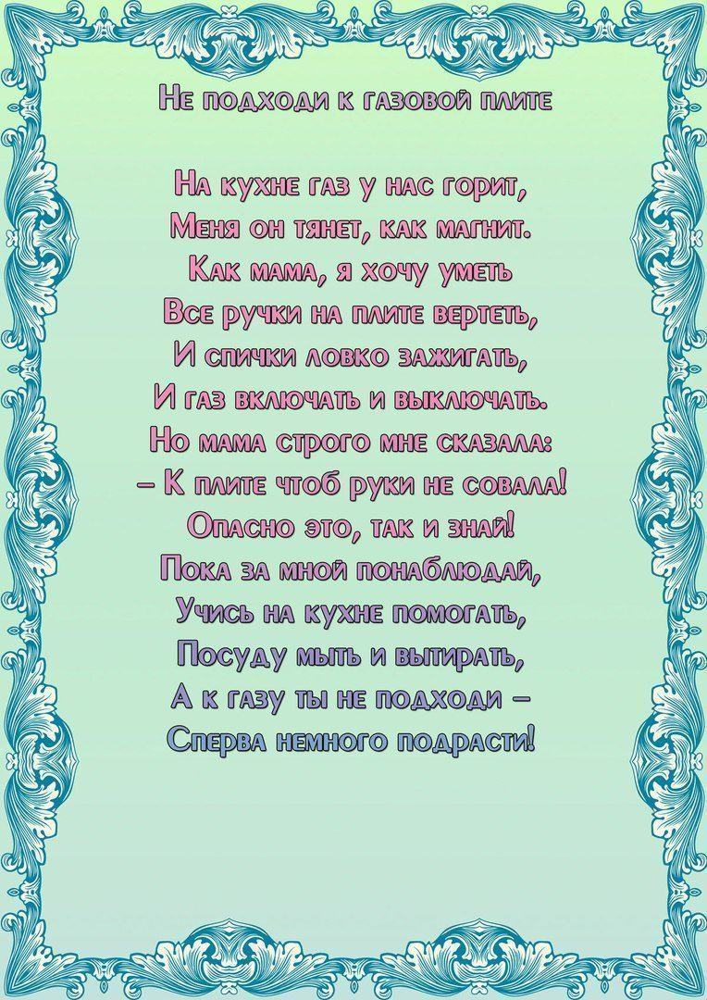 Не подходи к газовой плите
На кухне газ у нас горит,
Меня он тянет, как магнит.
Как мама, я хочу уметь
Все ручки на плите вертеть,
И спички ловко зажигать,
И газ включать и выключать.
Но мама строго мне сказала:
– К плите чтоб руки не совала!
Опасно это, так и знай!
Пока за мной понаблюдай,
Учись на кухне помогать,
Посуду мыть и вытирать,
А к газу ты не подходи –
Сперва немного подрасти!